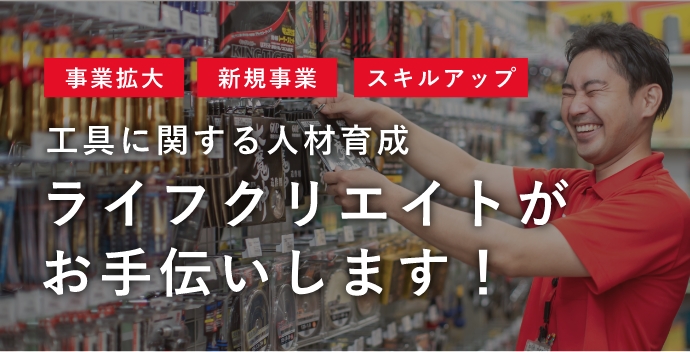 事業拡大
新規事業
スキルアップ
工具に関する人材育成
ライフクリエイトが
お手伝いします！